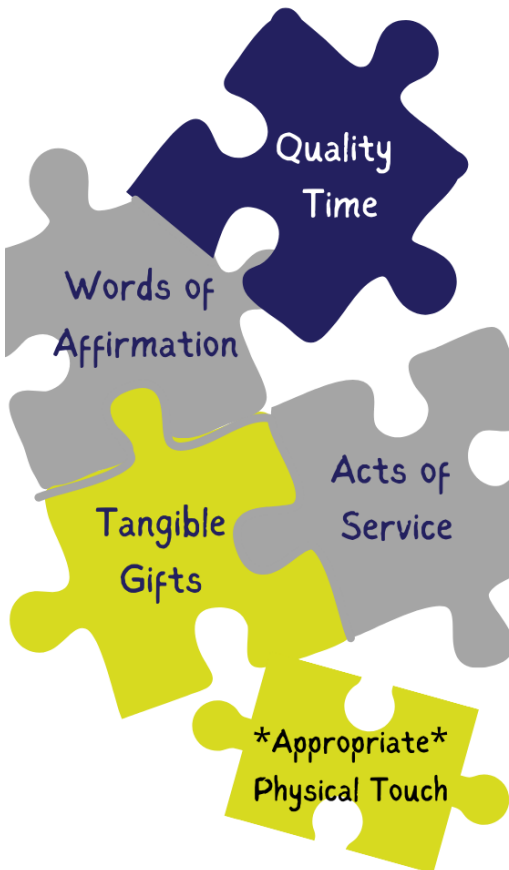 Quality
Time
Words of
Affirmation
Acts of
Service
Tangible
Gifts
*Appropriate*
Physical Touch